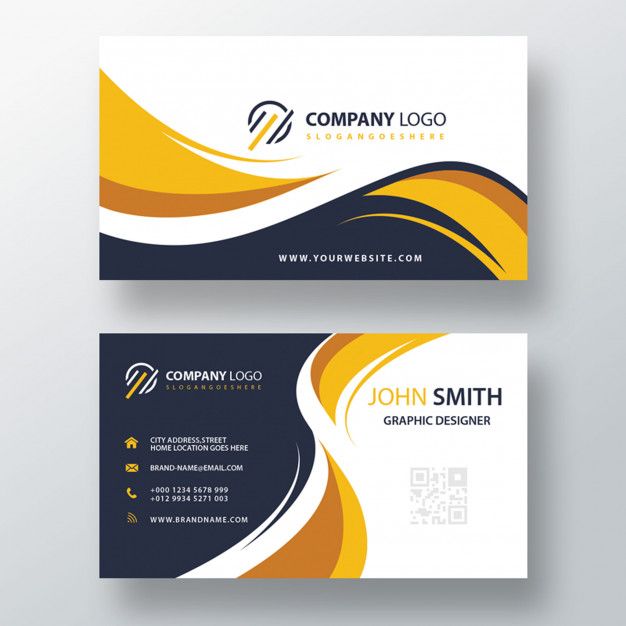 COMPANY LOGO
SLOGANGOESHERE
WWW.YOURWEBSITE.COM
COMPANY LOGO
SLOGANGOESHERE
CITY ADDRESS,STREET
HOME LOCATION GOES HERE
BRAND-NAME@EMAIL.COM
+000 1234 5678 999
+012 9934 5271 000
WWW.BRANDNAME.COM
JOHN SMITH
GRAPHIC DESIGNER